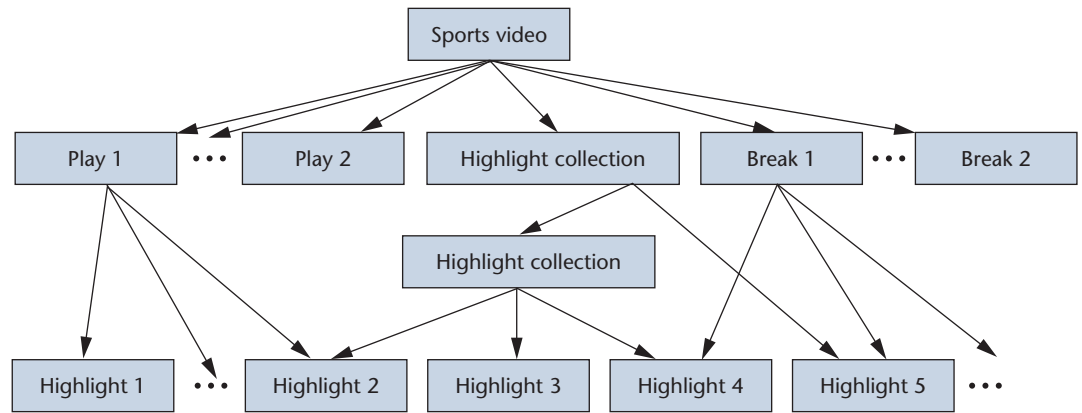 Sports video
Play 1 ••• Play 2 Highlight collection Break 1 ••• Break 2
Highlight collection
Highlight 1 ••• Highlight 2 Highlight 3 Highlight 4 Highlight 5 •••